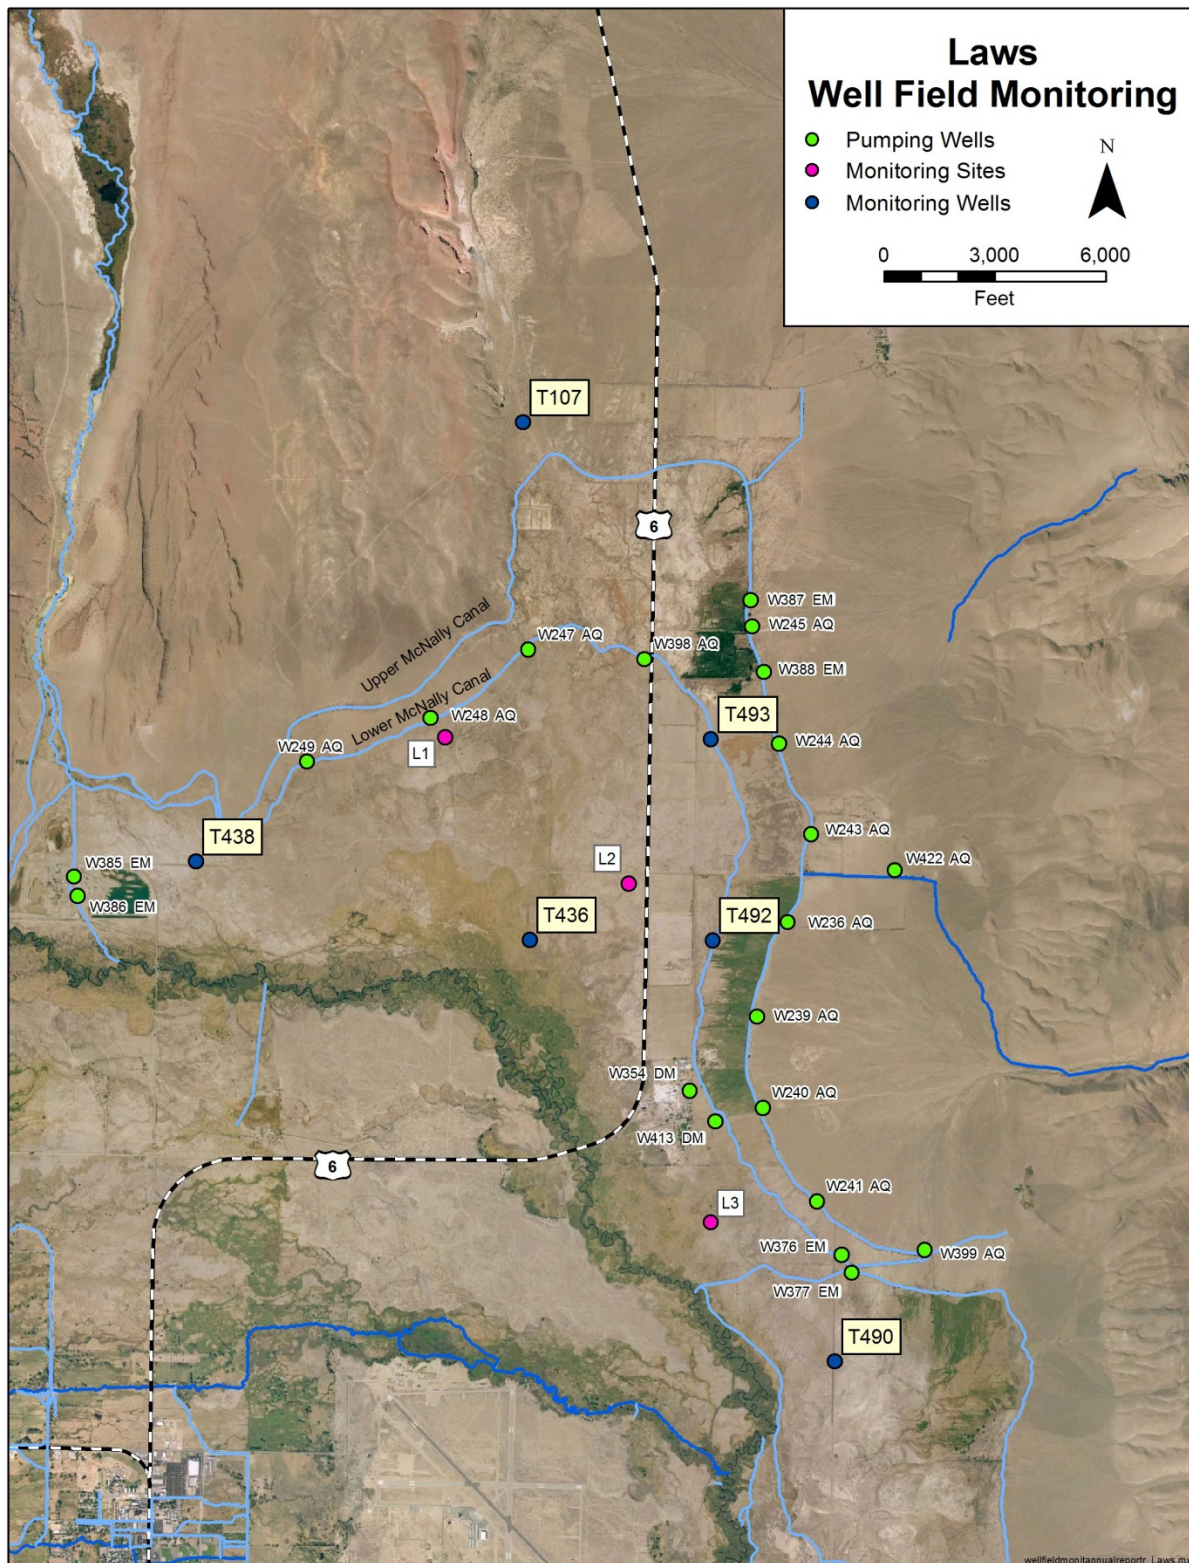 Laws
Well Field Monitoring
Pumping Wells
Monitoring Sites
Monitoring Wells
N
0 3,000 6,000
Feet
T107
6
W387 EM
W245 AQ
Upper McNally Canal
W247 AQ
W398 AQ
W388 EM
Lower McNally Canal
W248 AQ
T493
L1
W249 AQ
W244 AQ
T438
W243 AQ
W385 EM
L2
W422 AQ
W386 EM
T436
T492
W236 AQ
W239 AQ
W354 DM
W240 AQ
W413 DM
6
W241 AQ
L3
W376 EM
W399 AQ
W377 EM
T490